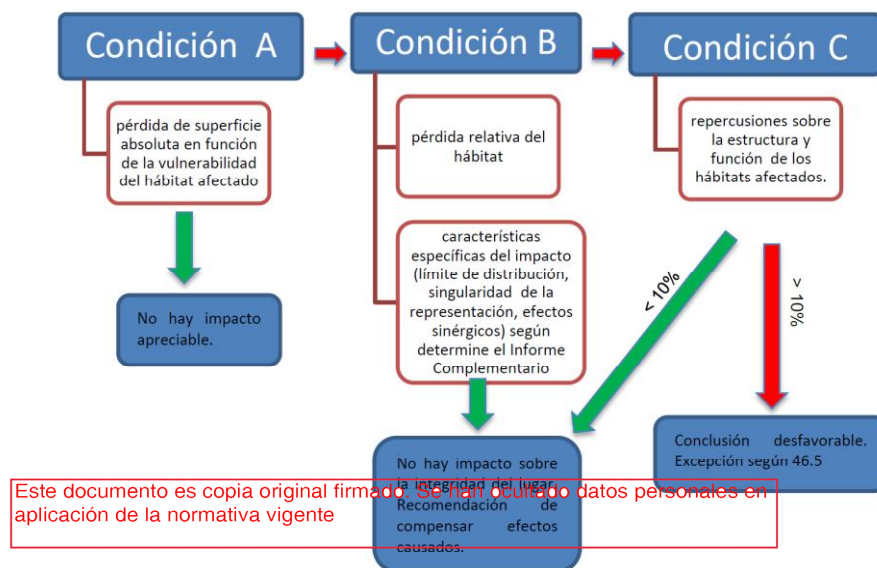 Condición A
Condición B
Condición C
pérdida de superficie
absoluta en función
de la vulnerabilidad
del hábitat afectado
pérdida relativa del
hábitat
repercusiones sobre
la estructura y
función de los
hábitats afectados.
características
específicas del impacto
(límite de distribución,
singularidad de la
representación, efectos
sinérgicos) según
determine el Informe
Complementario
No hay impacto
apreciable.
< 10%
> 10%
No hay impacto sobre
la integridad del lugar.
Recomendación de
compensar efectos
causados.
Conclusión desfavorable.
Excepción según 46.5
Este documento es copia original firmado. Se han ocultado datos personales en
aplicación de la normativa vigente